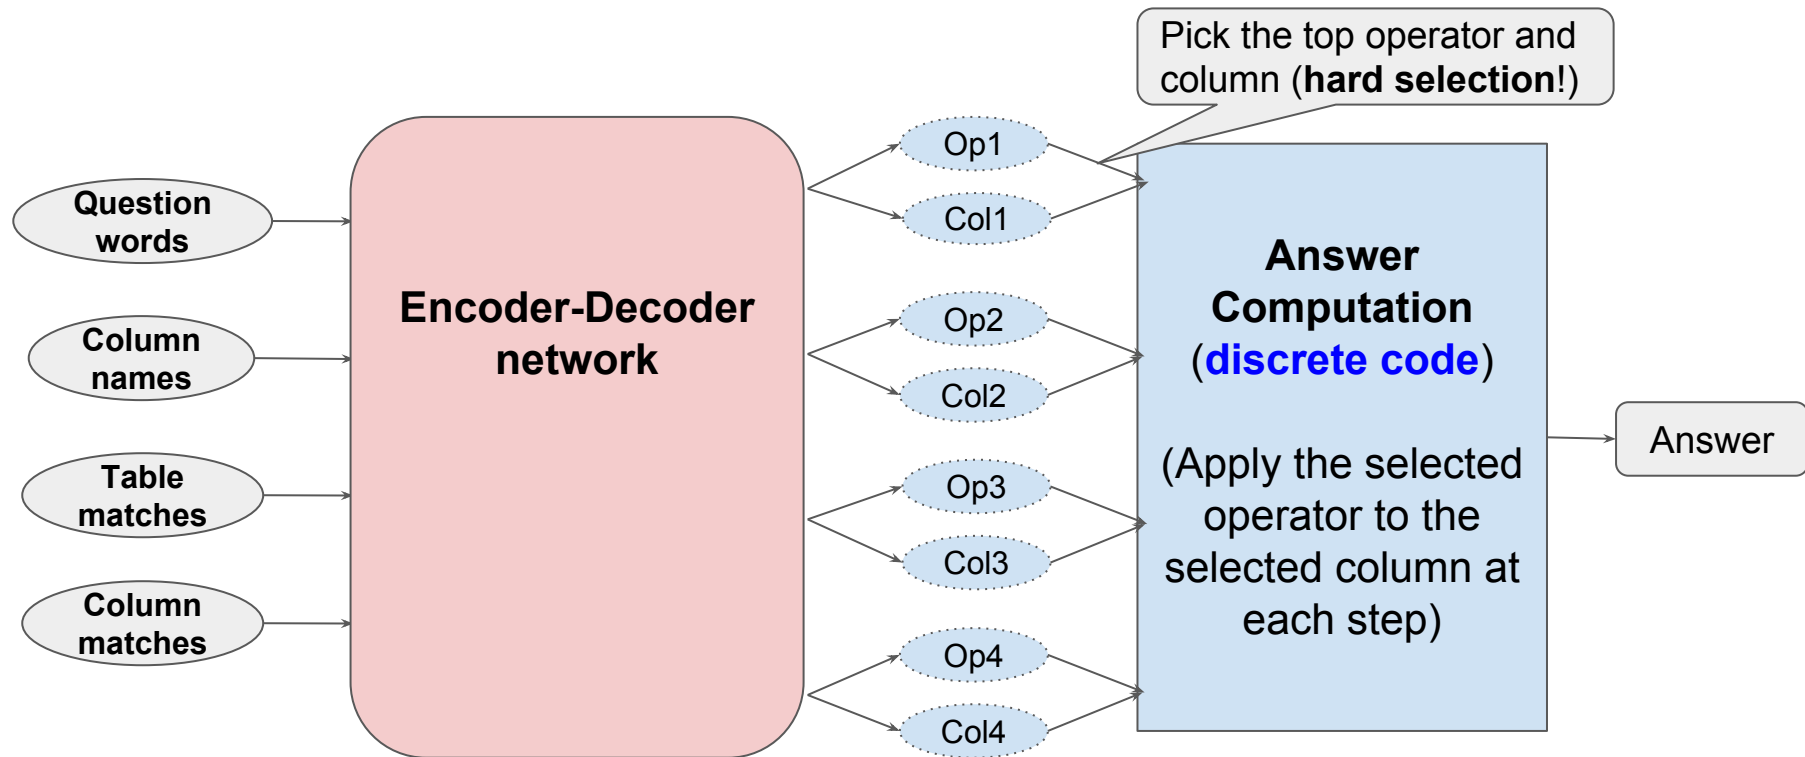 Pick the top operator and
column (hard selection!)
Question
words
Column
names
Table
matches
Column
matches
Encoder-Decoder
network
Op1
Col1
Op2
Col2
Op3
Col3
Op4
Col4
Answer
Computation
(discrete code)
(Apply the selected
operator to the
selected column at
each step)
Answer